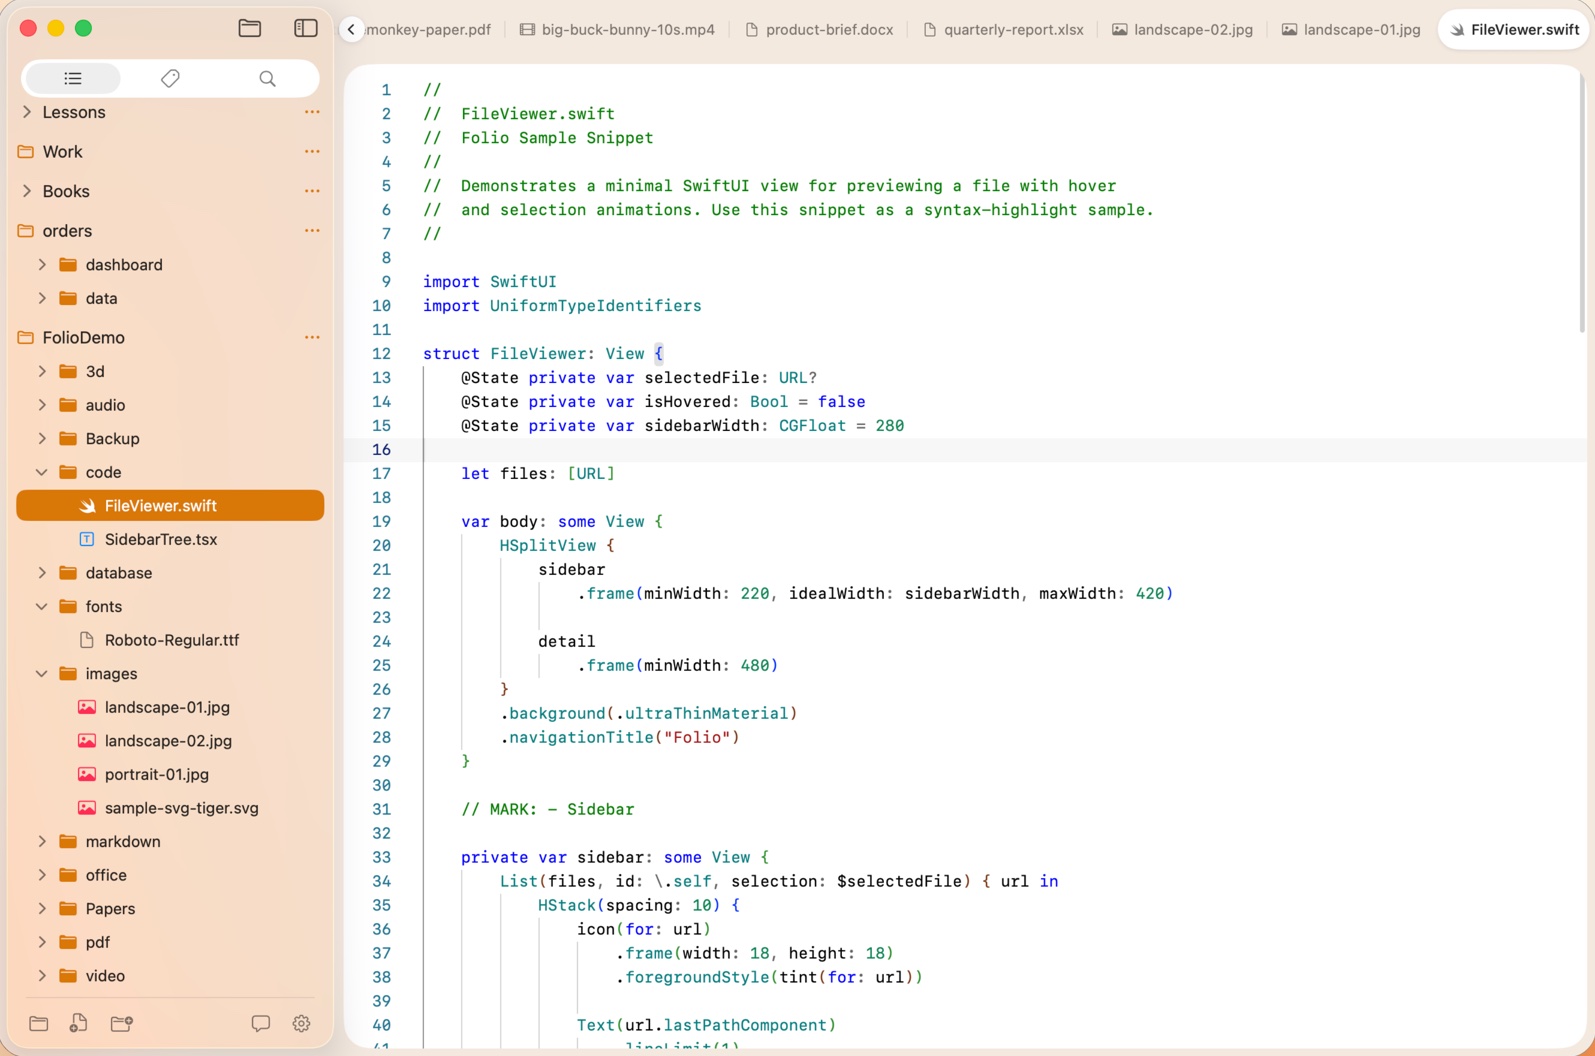 monkey-paper.pdf
big-buck-bunny-10s.mp4
product-brief.docx
quarterly-report.xlsx
landscape-02.jpg
landscape-01.jpg
FileViewer.swift
Lessons
Work
Books
orders
dashboard
data
FolioDemo
3d
audio
Backup
code
FileViewer.swift
SidebarTree.tsx
database
fonts
Roboto-Regular.ttf
images
landscape-01.jpg
landscape-02.jpg
portrait-01.jpg
sample-svg-tiger.svg
markdown
office
Papers
pdf
video
1 //
2 //  FileViewer.swift
3 //  Folio Sample Snippet
4 //
5 //  Demonstrates a minimal SwiftUI view for previewing a file with hover
6 //  and selection animations. Use this snippet as a syntax-highlight sample.
7 //
8
9 import SwiftUI
10 import UniformTypeIdentifiers
11
12 struct FileViewer: View {
13     @State private var selectedFile: URL?
14     @State private var isHovered: Bool = false
15     @State private var sidebarWidth: CGFloat = 280
16
17     let files: [URL]
18
19     var body: some View {
20         HSplitView {
21             sidebar
22                 .frame(minWidth: 220, idealWidth: sidebarWidth, maxWidth: 420)
23
24             detail
25                 .frame(minWidth: 480)
26         }
27         .background(.ultraThinMaterial)
28         .navigationTitle("Folio")
29     }
30
31     // MARK: - Sidebar
32
33     private var sidebar: some View {
34         List(files, id: \.self, selection: $selectedFile) { url in
35             HStack(spacing: 10) {
36                 icon(for: url)
37                     .frame(width: 18, height: 18)
38                     .foregroundStyle(tint(for: url))
39
40                 Text(url.lastPathComponent)
41                     .lineLimit(1)